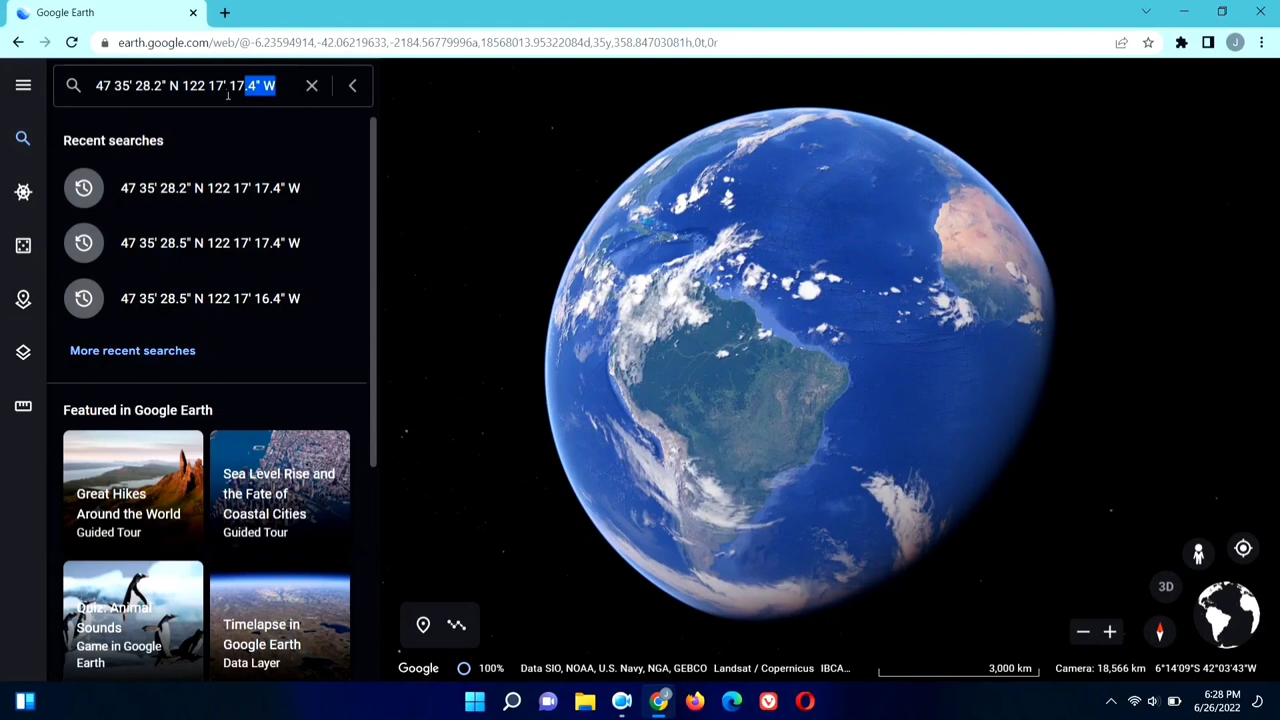 Google Earth
earth.google.com/web/@-6.23594914,-42.06219633,-2184.56779996a,18568013.95322084d,35y,358.84703081h,0t,0r
J
47 35' 28.2" N 122 17' 17.4" W
Recent searches
47 35' 28.2" N 122 17' 17.4" W
47 35' 28.5" N 122 17' 17.4" W
47 35' 28.5" N 122 17' 16.4" W
More recent searches
Featured in Google Earth
Great Hikes
Around the World
Guided Tour
Sea Level Rise and
the Fate of
Coastal Cities
Guided Tour
Quiz: Animal
Sounds
Game in Google
Earth
Timelapse in
Google Earth
Data Layer
3D
Google
100%
Data SIO, NOAA, U.S. Navy, NGA, GEBCO Landsat / Copernicus IBCA...
3,000 km
Camera: 18,566 km 6°14'09"S 42°03'43"W
6:28 PM
6/26/2022